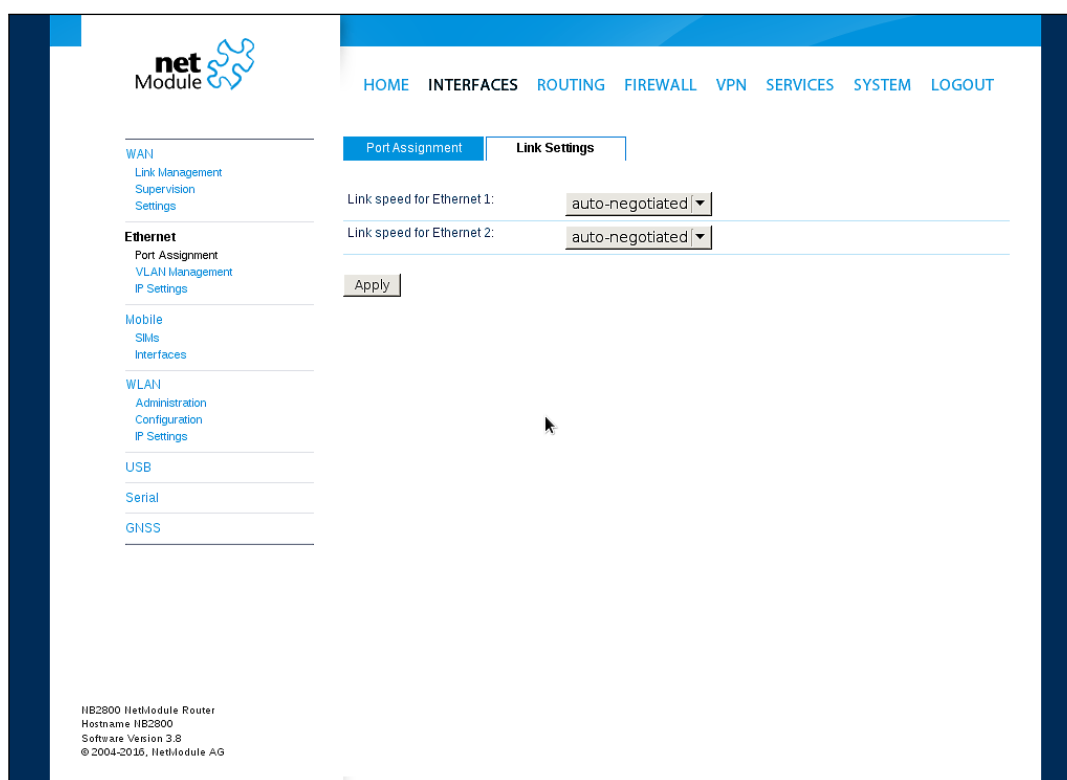 net
Module
HOME INTERFACES ROUTING FIREWALL VPN SERVICES SYSTEM LOGOUT
WAN
Link Management
Supervision
Settings
Ethernet
Port Assignment
VLAN Management
IP Settings
Mobile
SIMs
Interfaces
WLAN
Administration
Configuration
IP Settings
USB
Serial
GNSS
Port Assignment Link Settings
Link speed for Ethernet 1: auto-negotiated
Link speed for Ethernet 2: auto-negotiated
Apply
NB2800 NetModule Router
Hostname NB2800
Software Version 3.8
© 2004-2016, NetModule AG